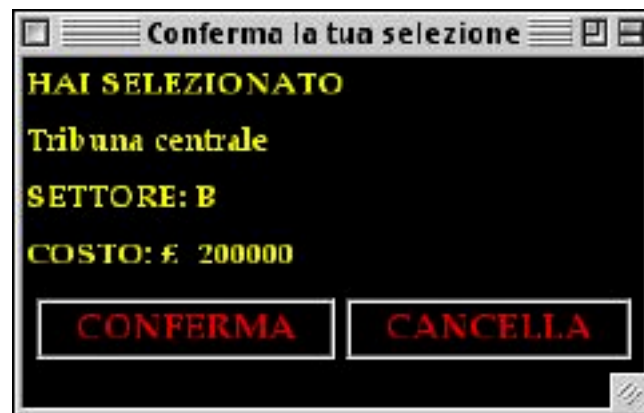 Conferma la tua selezione
HAI SELEZIONATO
Tribuna centrale
SETTORE: B
COSTO: £ 200000
CONFERMA CANCELLA